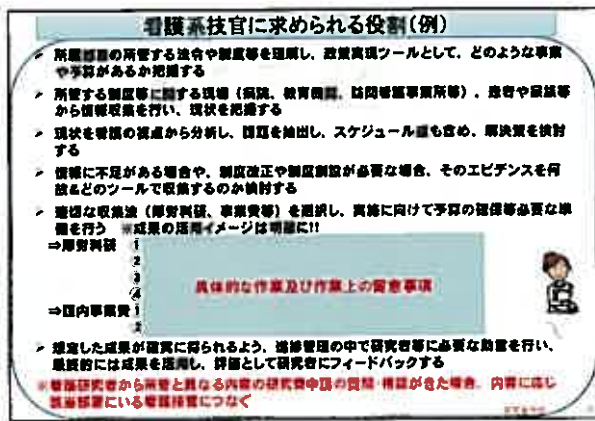 看護系技官に求められる役割(例)
➢ 所属部署の所管する法令や制度等を理解し、政策実現ツールとして、どのような事業
や予算があるか把握する
➢ 所管する制度等に関する現場(病院、教育機関、訪問看護事業所等)、患者や家族等
から情報収集を行い、現状を把握する
➢ 現状を看護の視点から分析し、課題を抽出し、スケジュール感も含め、解決策を検討
する
➢ 情報に不足がある場合や、制度改正や制度創設が必要な場合、そのエビデンスを何
故&どのツールで収集するのか検討する
➢ 適切な収集法(厚労科研、事業費等)を選択し、実施に向けて予算の確保等必要な準
備を行う ※成果の活用イメージは明確に!!
⇒厚労科研 1
2
3
④
具体的な作業及び作業上の留意事項
⇒国内事業費 1
➢ 想定した成果が確実に得られるよう、進捗管理の中で研究者等に必要な助言を行い、
最終的には成果を活用し、評価として研究者にフィードバックする
※看護研究者から所管と異なる内容の研究費申請の質問・相談がきた場合、内容に応じ
該当部署にいる看護技官につなぐ